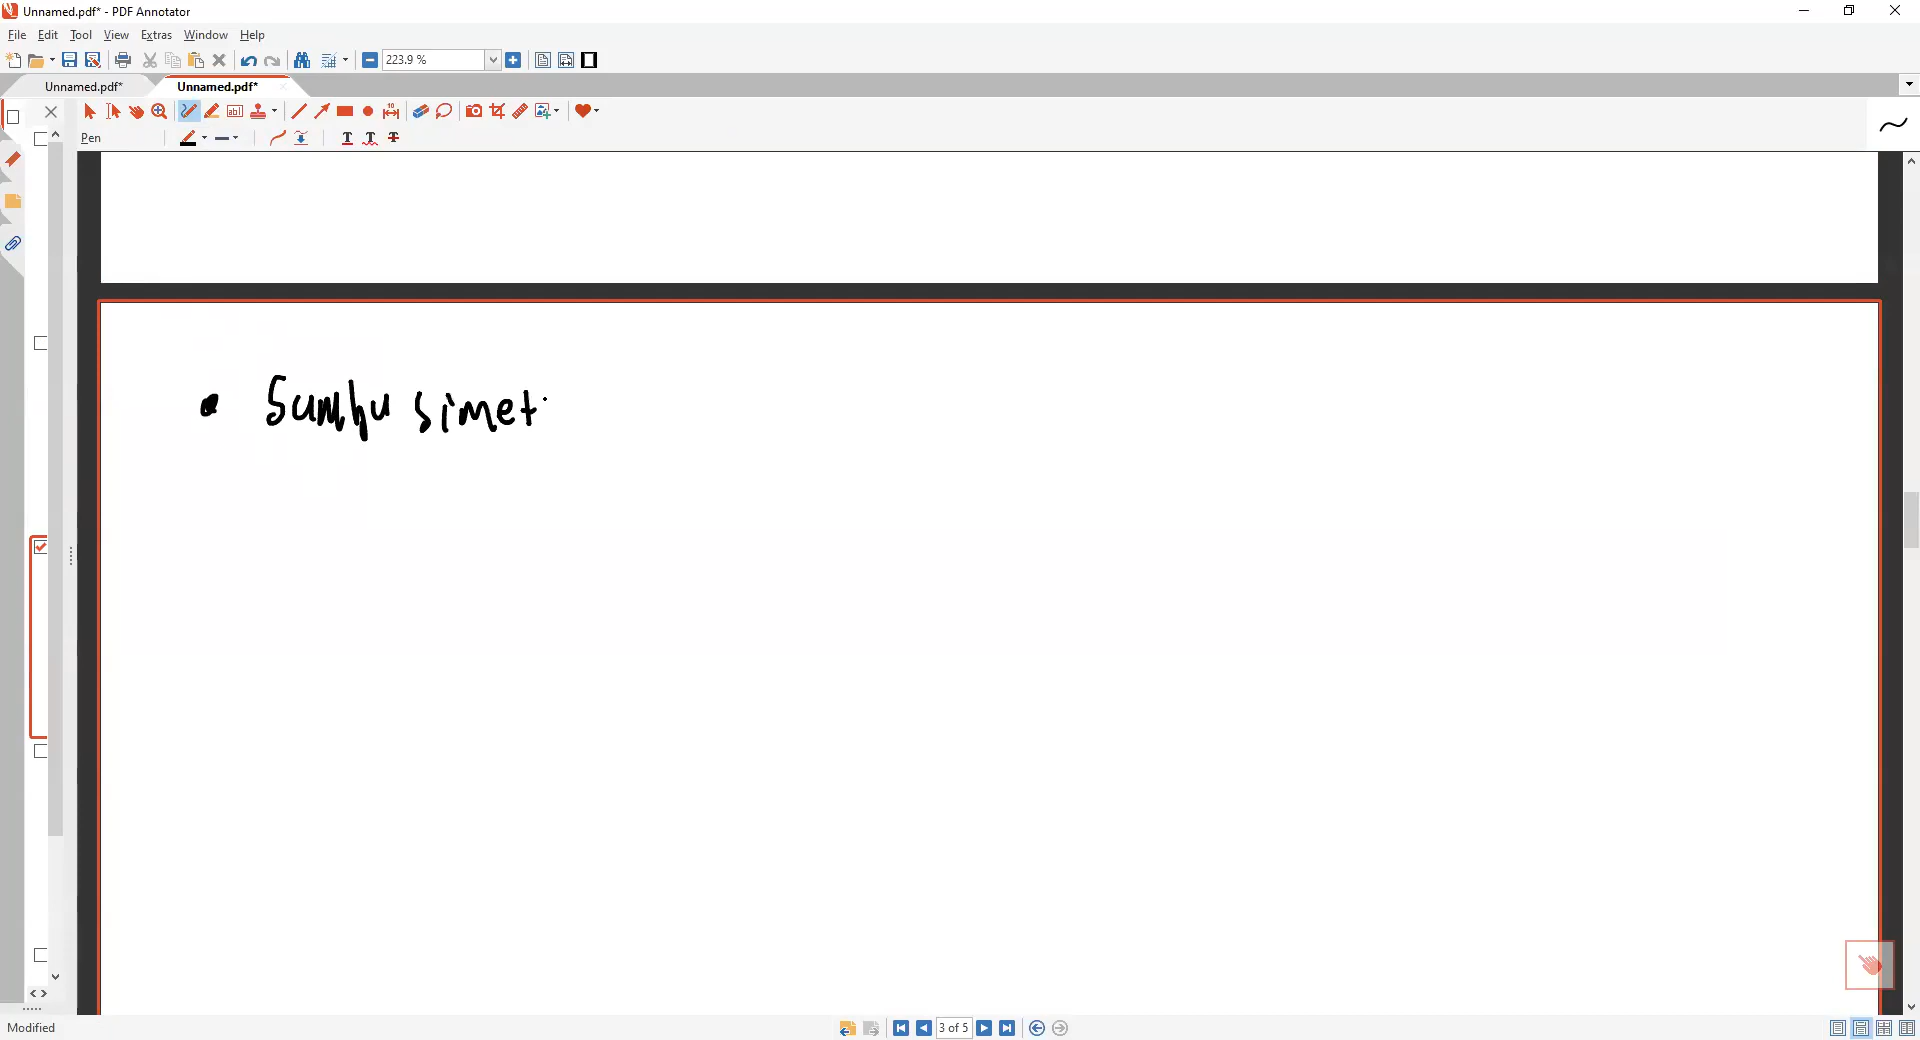 Unnamed.pdf* - PDF Annotator
File Edit Tool View Extras Window Help
223.9 %
Unnamed.pdf* Unnamed.pdf*
Pen
• Sumbu simet
Modified
3 of 5